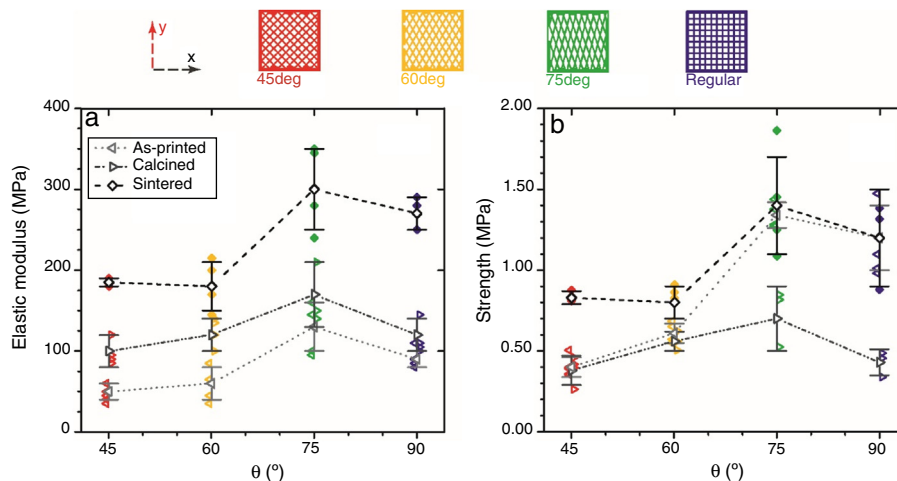 y
x
45deg
60deg
75deg
Regular
a
As-printed
Calcined
Sintered
Elastic modulus (MPa)
400
300
200
100
0
45 60 75 90
θ (º)
b
Strength (MPa)
2.00
1.50
1.00
0.50
0.00
45 60 75 90
θ (º)